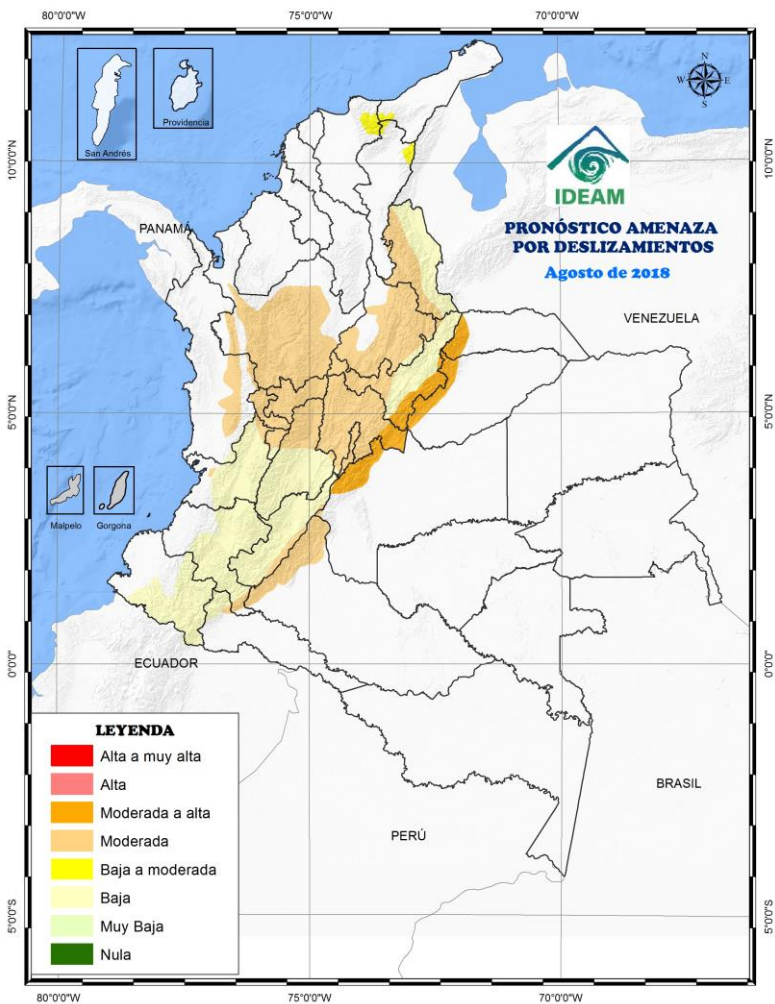 80°0'0"W 75°0'0"W 70°0'0"W
San Andrés
Providencia
N
W E
S
10°0'0"N 10°0'0"N
IDEAM
PRONÓSTICO AMENAZA
POR DESLIZAMIENTOS
Agosto de 2018
PANAMÁ
VENEZUELA
5°0'0"N 5°0'0"N
Malpelo
Gorgona
0°0'0" 0°0'0"
ECUADOR
BRASIL
PERÚ
LEYENDA
Alta a muy alta
Alta
Moderada a alta
Moderada
Baja a moderada
Baja
Muy Baja
Nula
5°0'0"S 5°0'0"S
80°0'0"W 75°0'0"W 70°0'0"W